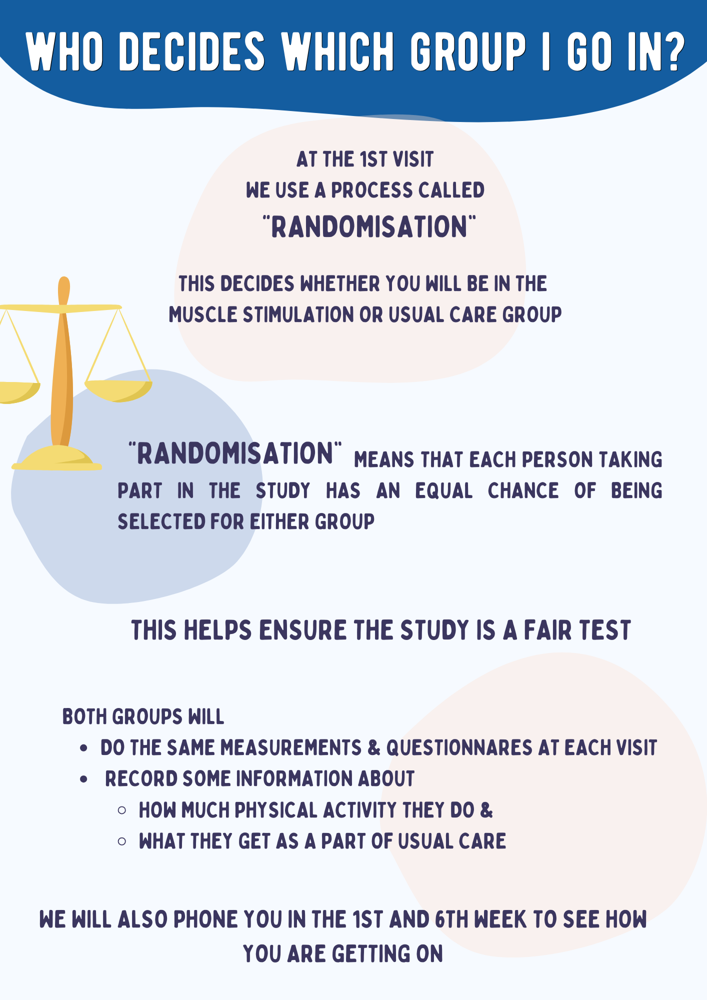 WHO DECIDES WHICH GROUP I GO IN?
AT THE 1ST VISIT
WE USE A PROCESS CALLED
"RANDOMISATION"
THIS DECIDES WHETHER YOU WILL BE IN THE
MUSCLE STIMULATION OR USUAL CARE GROUP
"RANDOMISATION" MEANS THAT EACH PERSON TAKING
PART IN THE STUDY HAS AN EQUAL CHANCE OF BEING
SELECTED FOR EITHER GROUP
THIS HELPS ENSURE THE STUDY IS A FAIR TEST
BOTH GROUPS WILL
• DO THE SAME MEASUREMENTS & QUESTIONNARES AT EACH VISIT
• RECORD SOME INFORMATION ABOUT
○ HOW MUCH PHYSICAL ACTIVITY THEY DO &
○ WHAT THEY GET AS A PART OF USUAL CARE
WE WILL ALSO PHONE YOU IN THE 1ST AND 6TH WEEK TO SEE HOW
YOU ARE GETTING ON